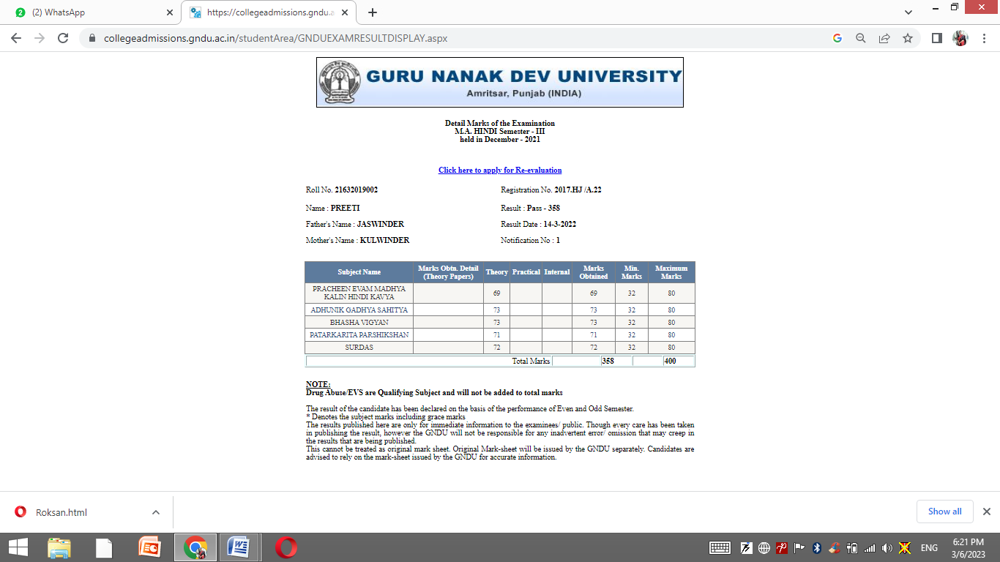 (2) WhatsApp
https://collegeadmissions.gndu.a
collegeadmissions.gndu.ac.in/studentArea/GNDUEXAMRESULTDISPLAY.aspx
GURU NANAK DEV UNIVERSITY
Amritsar, Punjab (INDIA)
Detail Marks of the Examination
M.A. HINDI Semester - III
held in December - 2021
Click here to apply for Re-evaluation
Roll No. 21632019002 Registration No. 2017.HJ /A.22
Name : PREETI Result : Pass - 358
Father's Name : JASWINDER Result Date : 14-3-2022
Mother's Name : KULWINDER Notification No : 1
Subject Name Marks Obtn. Detail (Theory Papers) Theory Practical Internal Marks Obtained Min. Marks Maximum Marks
PRACHEEN EVAM MADHYA KALIN HINDI KAVYA 69 69 32 80
ADHUNIK GADHYA SAHITYA 73 73 32 80
BHASHA VIGYAN 73 73 32 80
PATARKARITA PARSHIKSHAN 71 71 32 80
SURDAS 72 72 32 80
Total Marks 358 400
NOTE:
Drug Abuse/EVS are Qualifying Subject and will not be added to total marks
The result of the candidate has been declared on the basis of the performance of Even and Odd Semester.
* Denotes the subject marks including grace marks
The results published here are only for immediate information to the examinees/ public. Though every care has been taken
in publishing the result, however the GNDU will not be responsible for any inadvertent error/ omission that may creep in
the results that are being published.
This cannot be treated as original mark sheet. Original Mark-sheet will be issued by the GNDU separately. Candidates are
advised to rely on the mark-sheet issued by the GNDU for accurate information.
Roksan.html
Show all
ENG
6:21 PM
3/6/2023